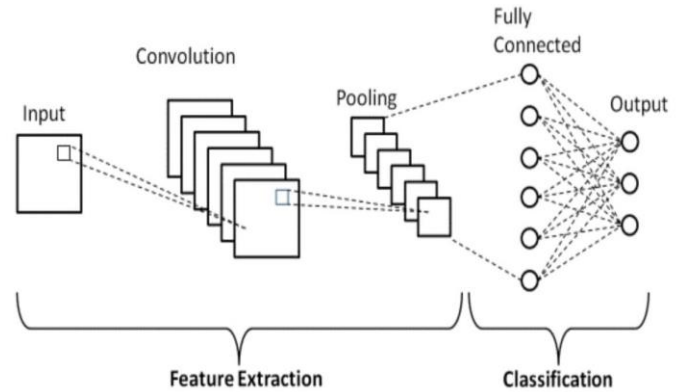 Input
Convolution
Pooling
Fully
Connected
Output
Feature Extraction
Classification